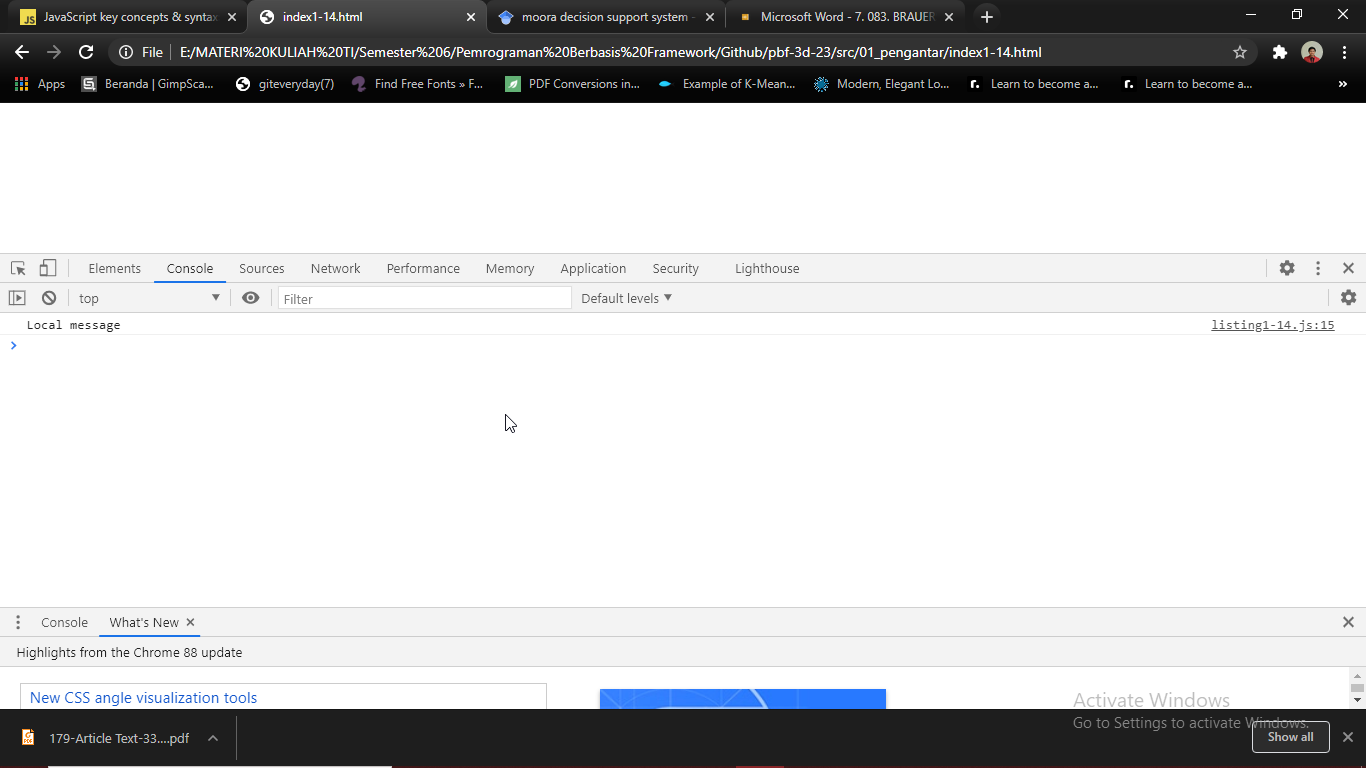 JavaScript key concepts & syntax
index1-14.html
moora decision support system -
Microsoft Word - 7. 083. BRAUER
File
E:/MATERI%20KULIAH%20TI/Semester%206/Pemrograman%20Berbasis%20Framework/Github/pbf-3d-23/src/01_pengantar/index1-14.html
Apps
Beranda | GimpSca...
giteveryday(7)
Find Free Fonts » F...
PDF Conversions in...
Example of K-Mean...
Modern, Elegant Lo...
Learn to become a...
Learn to become a...
»
Elements
Console
Sources
Network
Performance
Memory
Application
Security
Lighthouse
top
Filter
Default levels
Local message
listing1-14.js:15
Console
What's New
Highlights from the Chrome 88 update
New CSS angle visualization tools
Activate Windows
Go to Settings to activate Windows.
179-Article Text-33....pdf
Show all